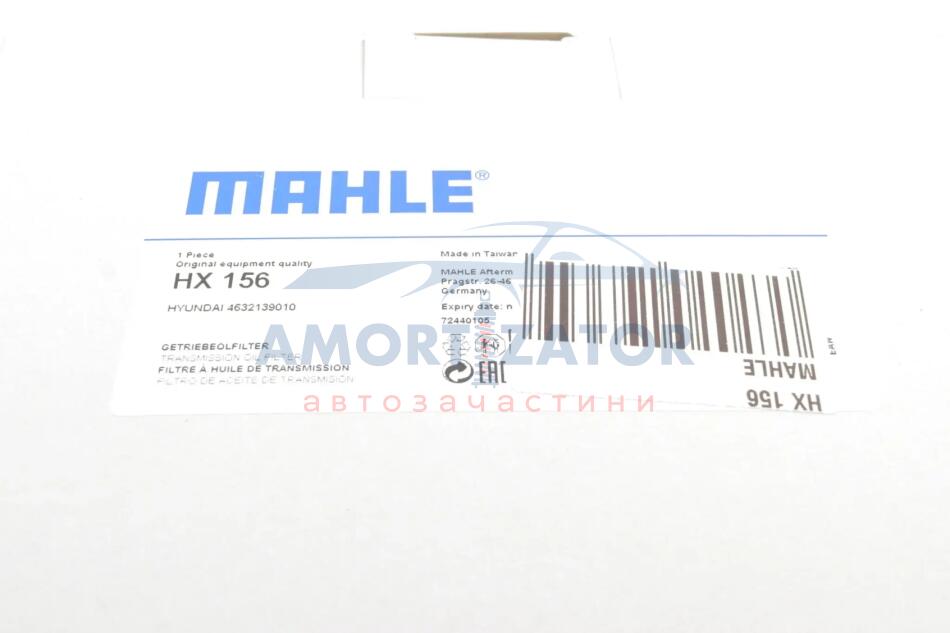 MAHLE®
1 Piece
Original equipment quality
HX 156
HYUNDAI 4632139010
GETRIEBEÖLFILTER
TRANSMISSION OIL FILTER
FILTRE À HUILE DE TRANSMISSION
FILTRO DE ACEITE DE TRANSMISIÓN
Made in Taiwan
MAHLE Afterm
Pragstr. 26-46
Germany
Expiry date: n
72440105
EAC
MAHLE
HX 156
AMORTIZATOR
автозачастини